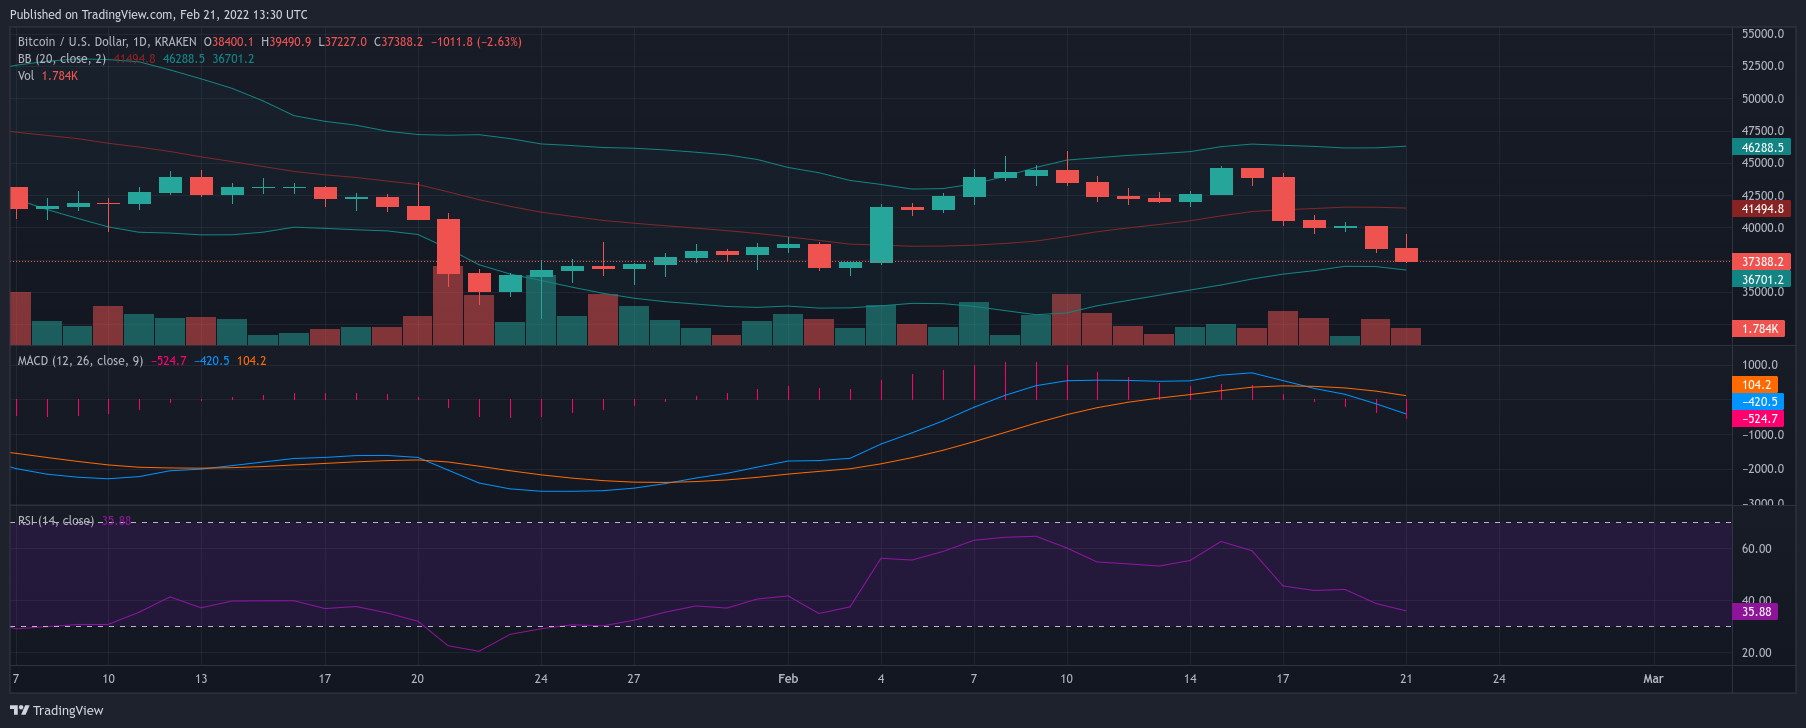 Published on TradingView.com, Feb 21, 2022 13:30 UTC
Bitcoin / U.S. Dollar, 1D, KRAKEN O38400.1 H39490.9 L37227.0 C37388.2 −1011.8 (−2.63%)
BB (20, close, 2) 41494.8 46288.5 36701.2
Vol 1.784K
55000.0
52500.0
50000.0
47500.0
46288.5
45000.0
42500.0
41494.8
40000.0
37388.2
36701.2
35000.0
1.784K
MACD (12, 26, close, 9) −524.7 −420.5 104.2
1000.0
104.2
−420.5
−524.7
−1000.0
−2000.0
−3000.0
RSI (14, close) 35.88
60.00
40.00
35.88
20.00
7 10 13 17 20 24 27 Feb 4 7 10 14 17 21 24 Mar
TradingView